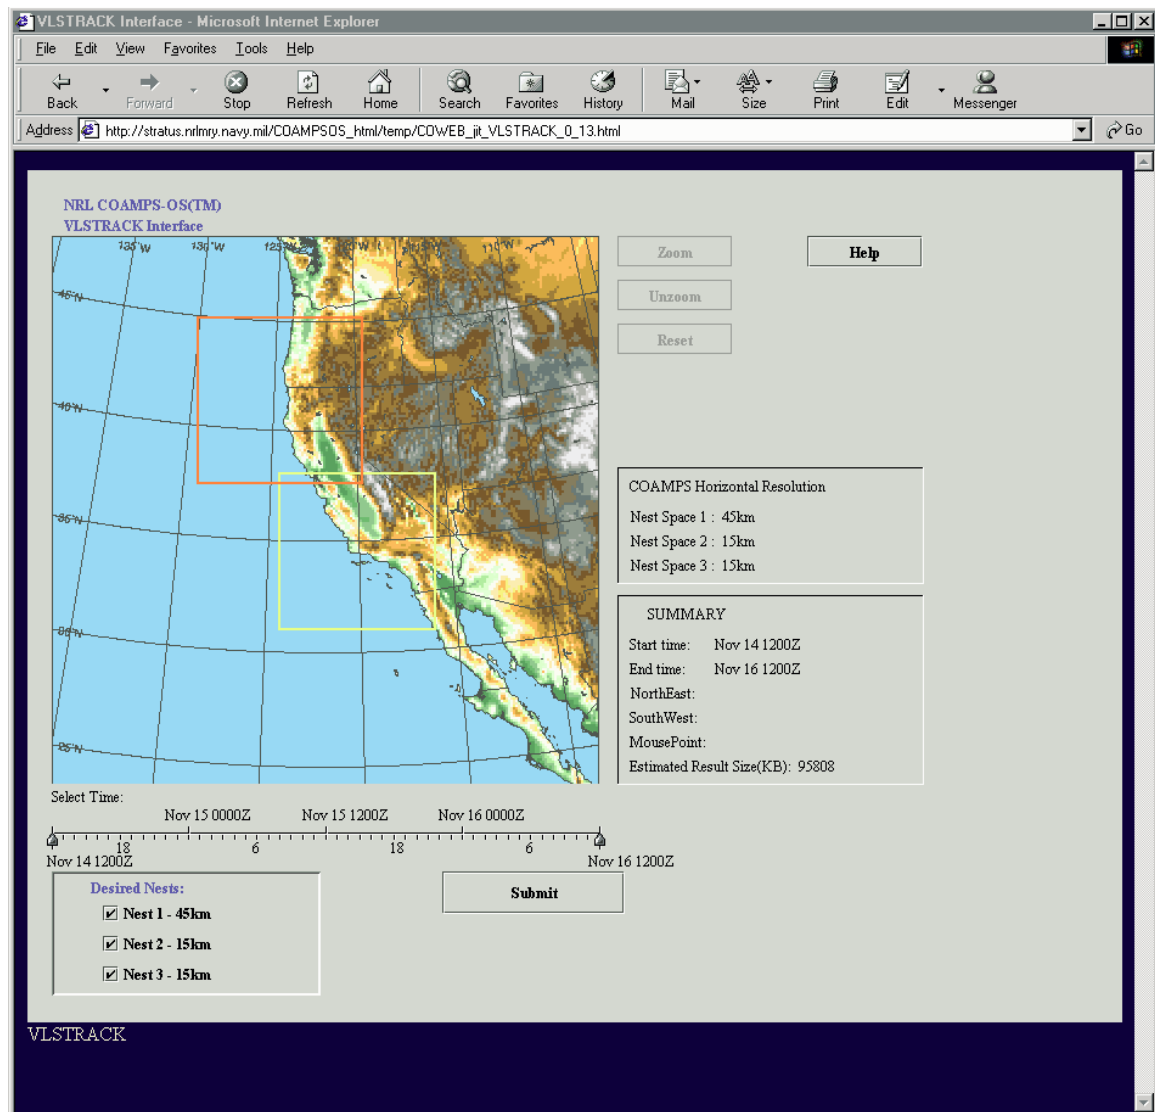 VLSTRACK Interface - Microsoft Internet Explorer
File Edit View Favorites Tools Help
Back Forward Stop Refresh Home Search Favorites History Mail Size Print Edit Messenger
Address http://stratus.nrlmry.navy.mil/COAMPSOS_html/temp/COWEB_jit_VLSTRACK_0_13.html Go
NRL COAMPS-OS(TM)
VLSTRACK Interface
135°W 130°W
45°N
40°N
35°N
30°N
25°N
Zoom
Help
Unzoom
Reset
COAMPS Horizontal Resolution
Nest Space 1 : 45km
Nest Space 2 : 15km
Nest Space 3 : 15km
SUMMARY
Start time: Nov 14 1200Z
End time: Nov 16 1200Z
NorthEast:
SouthWest:
MousePoint:
Estimated Result Size(KB): 95808
Select Time:
Nov 15 0000Z Nov 15 1200Z Nov 16 0000Z
18 6 18 6
Nov 14 1200Z Nov 16 1200Z
Desired Nests:
Nest 1 - 45km
Nest 2 - 15km
Nest 3 - 15km
Submit
VLSTRACK